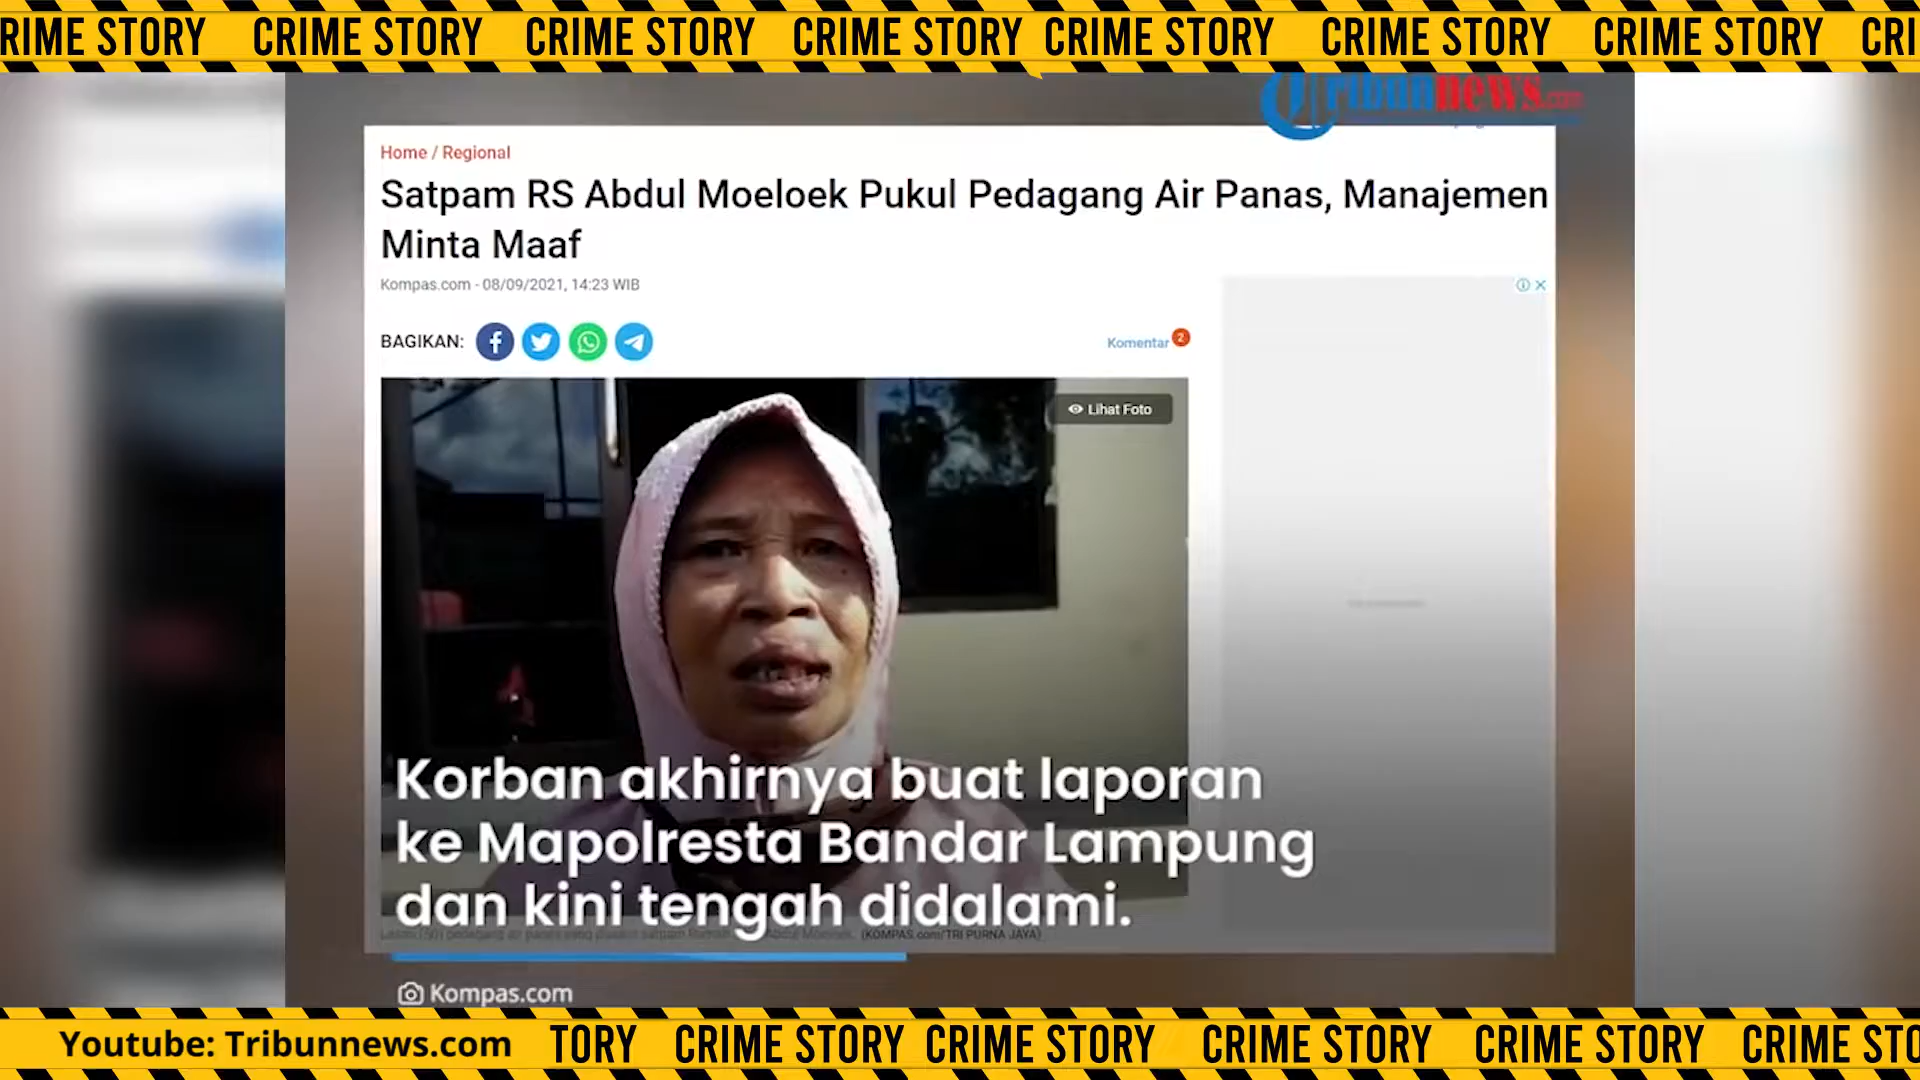 RIME STORY CRIME STORY CRIME STORY CRIME STORY CRIME STORY CRIME STORY CRIME STORY CRI
Tribunnews.com
Home / Regional
Satpam RS Abdul Moeloek Pukul Pedagang Air Panas, Manajemen
Minta Maaf
Kompas.com - 08/09/2021, 14:23 WIB
BAGIKAN:
Komentar 2
Lihat Foto
Korban akhirnya buat laporan
ke Mapolresta Bandar Lampung
dan kini tengah didalami.
(KOMPAS.com/TRI PURNA JAYA)
Kompas.com
Youtube: Tribunnews.com TORY CRIME STORY CRIME STORY CRIME STORY CRIME STORY CRIME STO